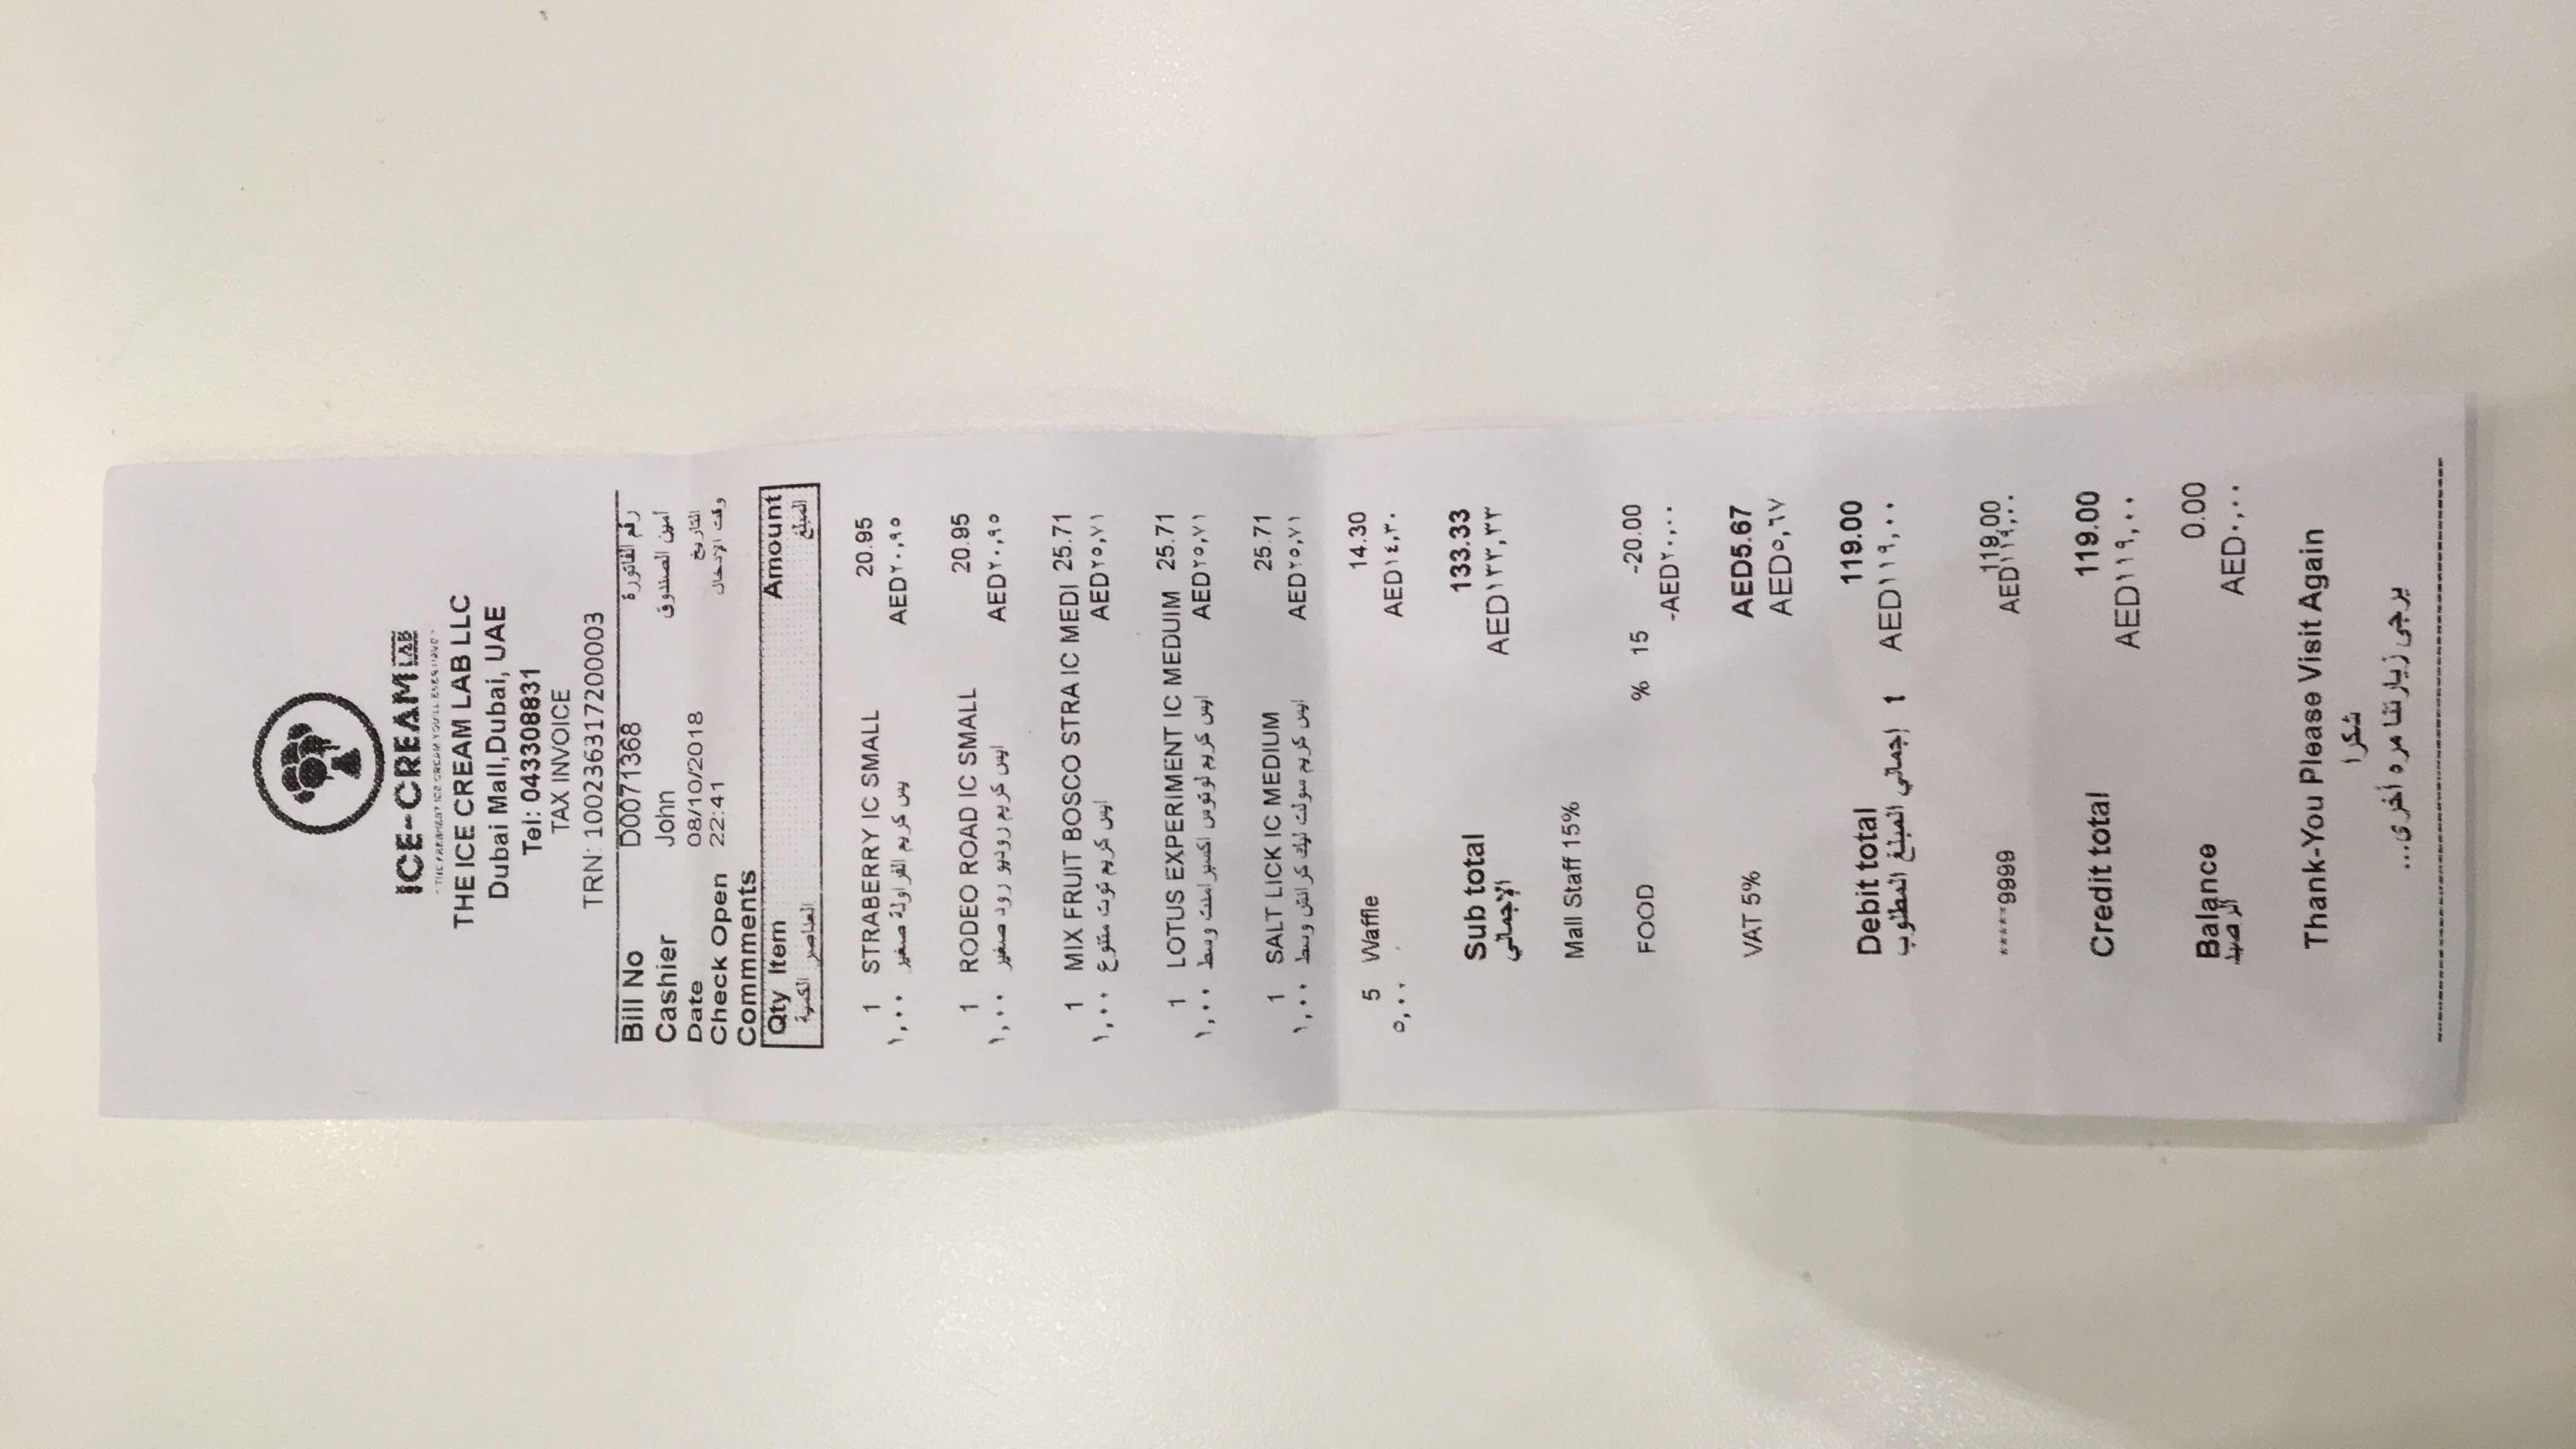 ICE-CREAM LAB
" THE FRESHEST ICE CREAM YOU'LL EVER HAVE "
THE ICE CREAM LAB LLC
Dubai Mall,Dubai, UAE
Tel: 043308831
TAX INVOICE
TRN: 100236317200003
Bill No D0071368 رقم الفاتورة
Cashier John أمين الصندوق
Date 08/10/2018 التاريخ
Check Open 22:41 وقت الإدخال
Commments
Qty Item Amount
الكمية العناصر المبلغ
1 STRABERRY IC SMALL 20.95
١,٠٠ يس كريم الفراولة صغير AED٢٠,٩٥
1 RODEO ROAD IC SMALL 20.95
١,٠٠ ايس كريم روديو رود صغير AED٢٠,٩٥
1 MIX FRUIT BOSCO STRA IC MEDI 25.71
١,٠٠ ايس كريم توت متنوع AED٢٥,٧١
1 LOTUS EXPERIMENT IC MEDUIM 25.71
١,٠٠ ايس كريم لوتوس اكسبرامنت وسط AED٢٥,٧١
1 SALT LICK IC MEDIUM 25.71
١,٠٠ ايس كريم سولت ليك كرانش وسط AED٢٥,٧١
5 Waffle 14.30
٥,٠٠ AED١٤,٣٠
Sub total 133.33
الإجمالي AED١٣٣,٣٣
Mall Staff 15%
FOOD % 15 -20.00
-AED٢٠,٠٠
VAT 5% AED5.67
AED٥,٦٧
Debit total 119.00
إجمالي المبلغ المطلوب 1 AED١١٩,٠٠
*****9999 119.00
AED١١٩,٠٠
Credit total 119.00
AED١١٩,٠٠
Balance 0.00
الرصيد AED٠,٠٠
Thank-You Please Visit Again
شكرا
يرجى زيارتنا مره أخرى...